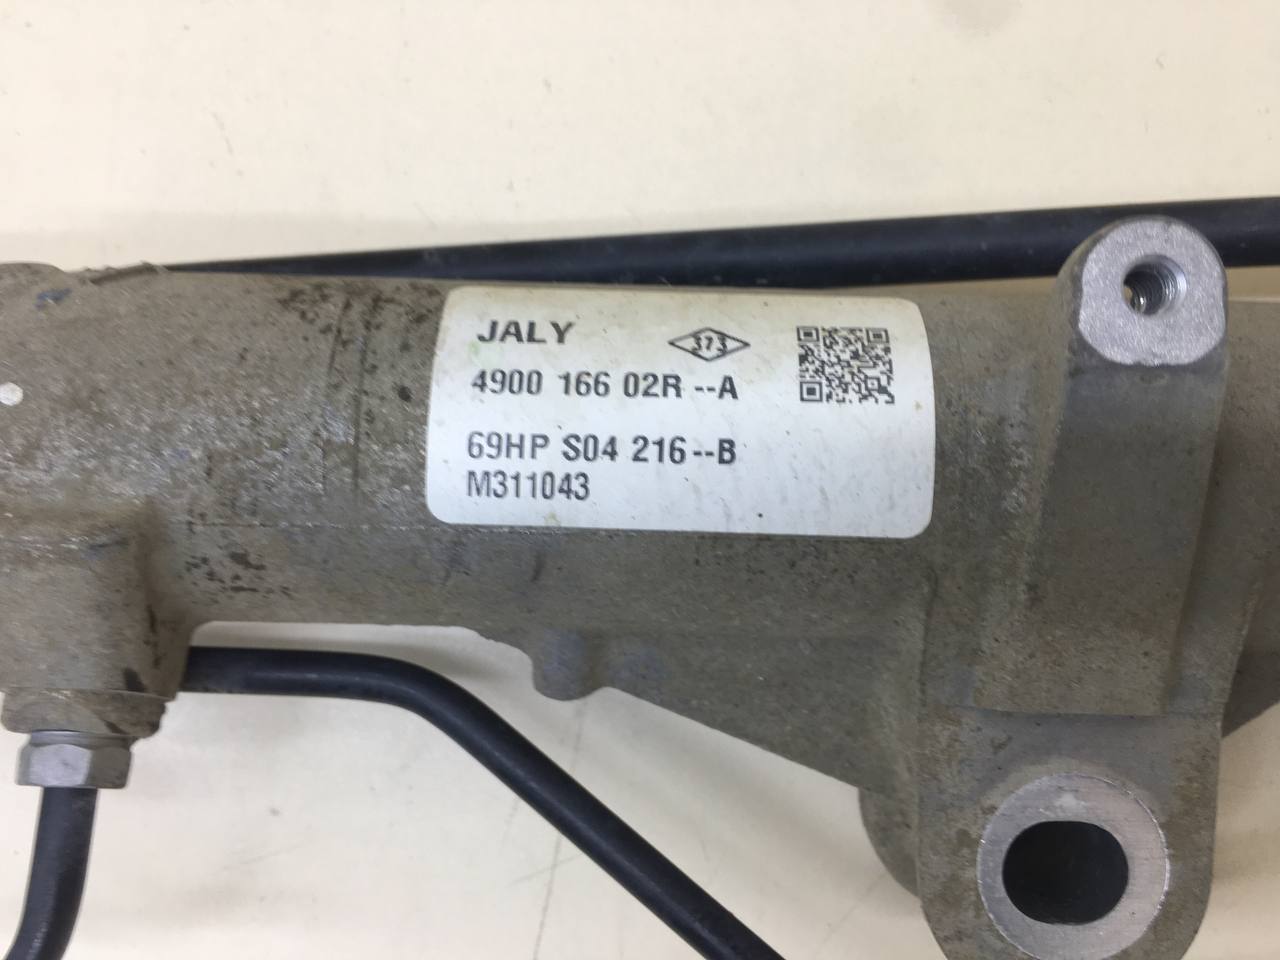 JALY
373
4900 166 02R --A
69HP S04 216--B
M311043